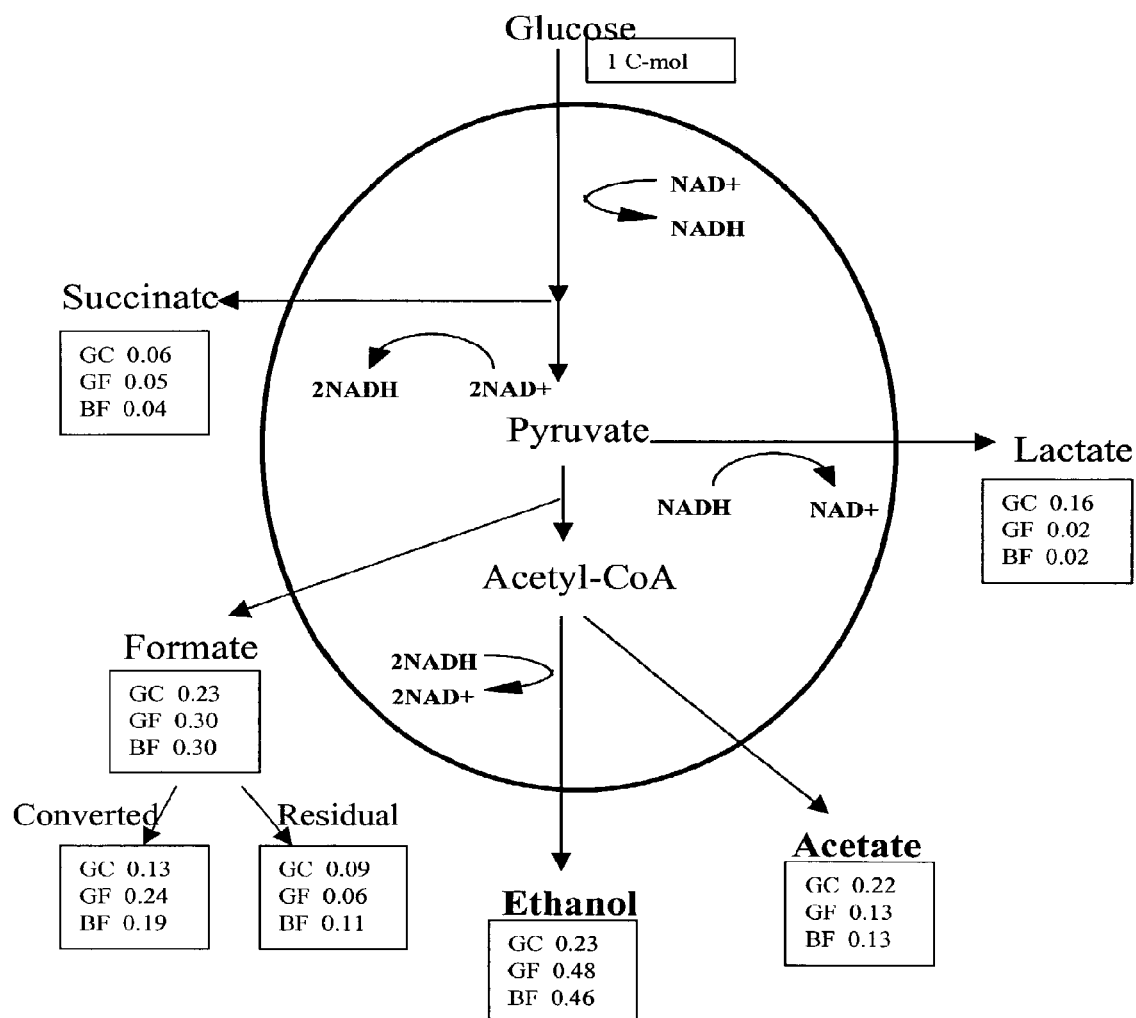 Glucose
1 C-mol
NAD+
NADH
Succinate
GC 0.06
GF 0.05
BF 0.04
2NADH
2NAD+
Pyruvate
Lactate
GC 0.16
GF 0.02
BF 0.02
NADH
NAD+
Acetyl-CoA
Formate
GC 0.23
GF 0.30
BF 0.30
2NADH
2NAD+
Converted
GC 0.13
GF 0.24
BF 0.19
Residual
GC 0.09
GF 0.06
BF 0.11
Ethanol
GC 0.23
GF 0.48
BF 0.46
Acetate
GC 0.22
GF 0.13
BF 0.13